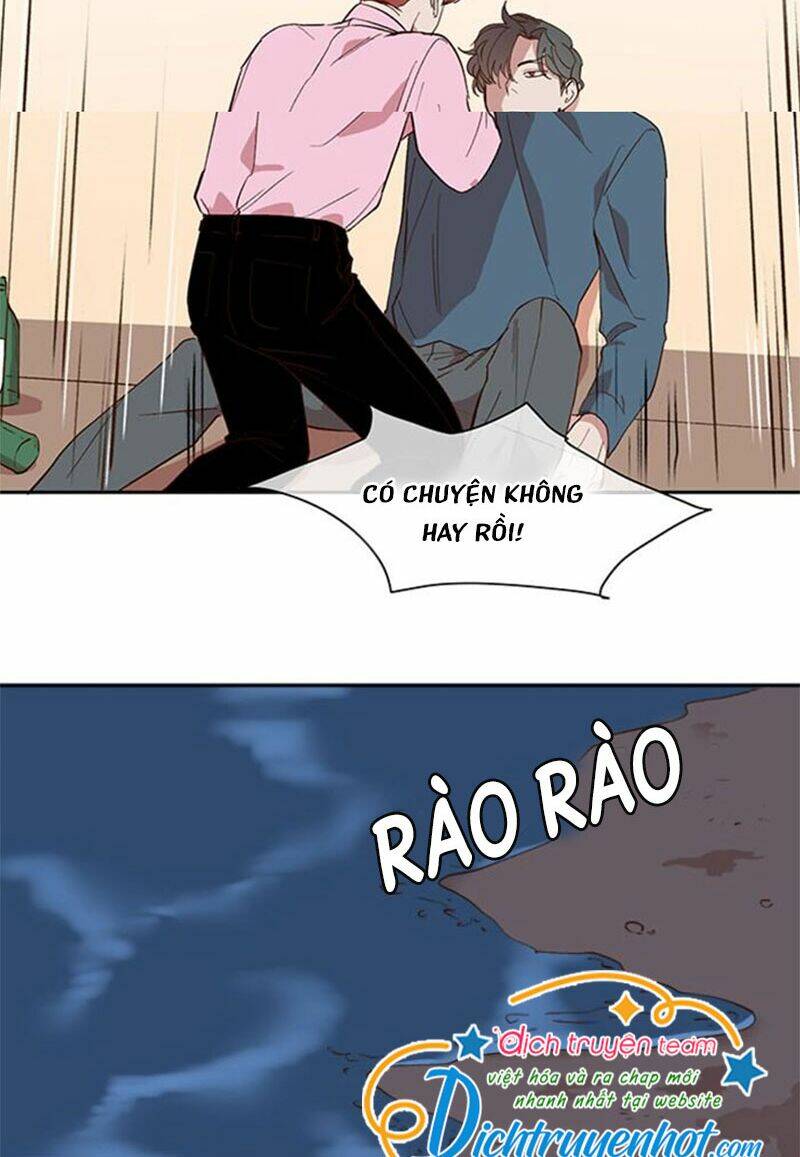 CÓ CHUYỆN KHÔNG
HAY RỒI!
RÀO RÀO
Dịch truyện team
việt hóa và ra chap mới
nhanh nhất tại website
Dichtruyenhot.com